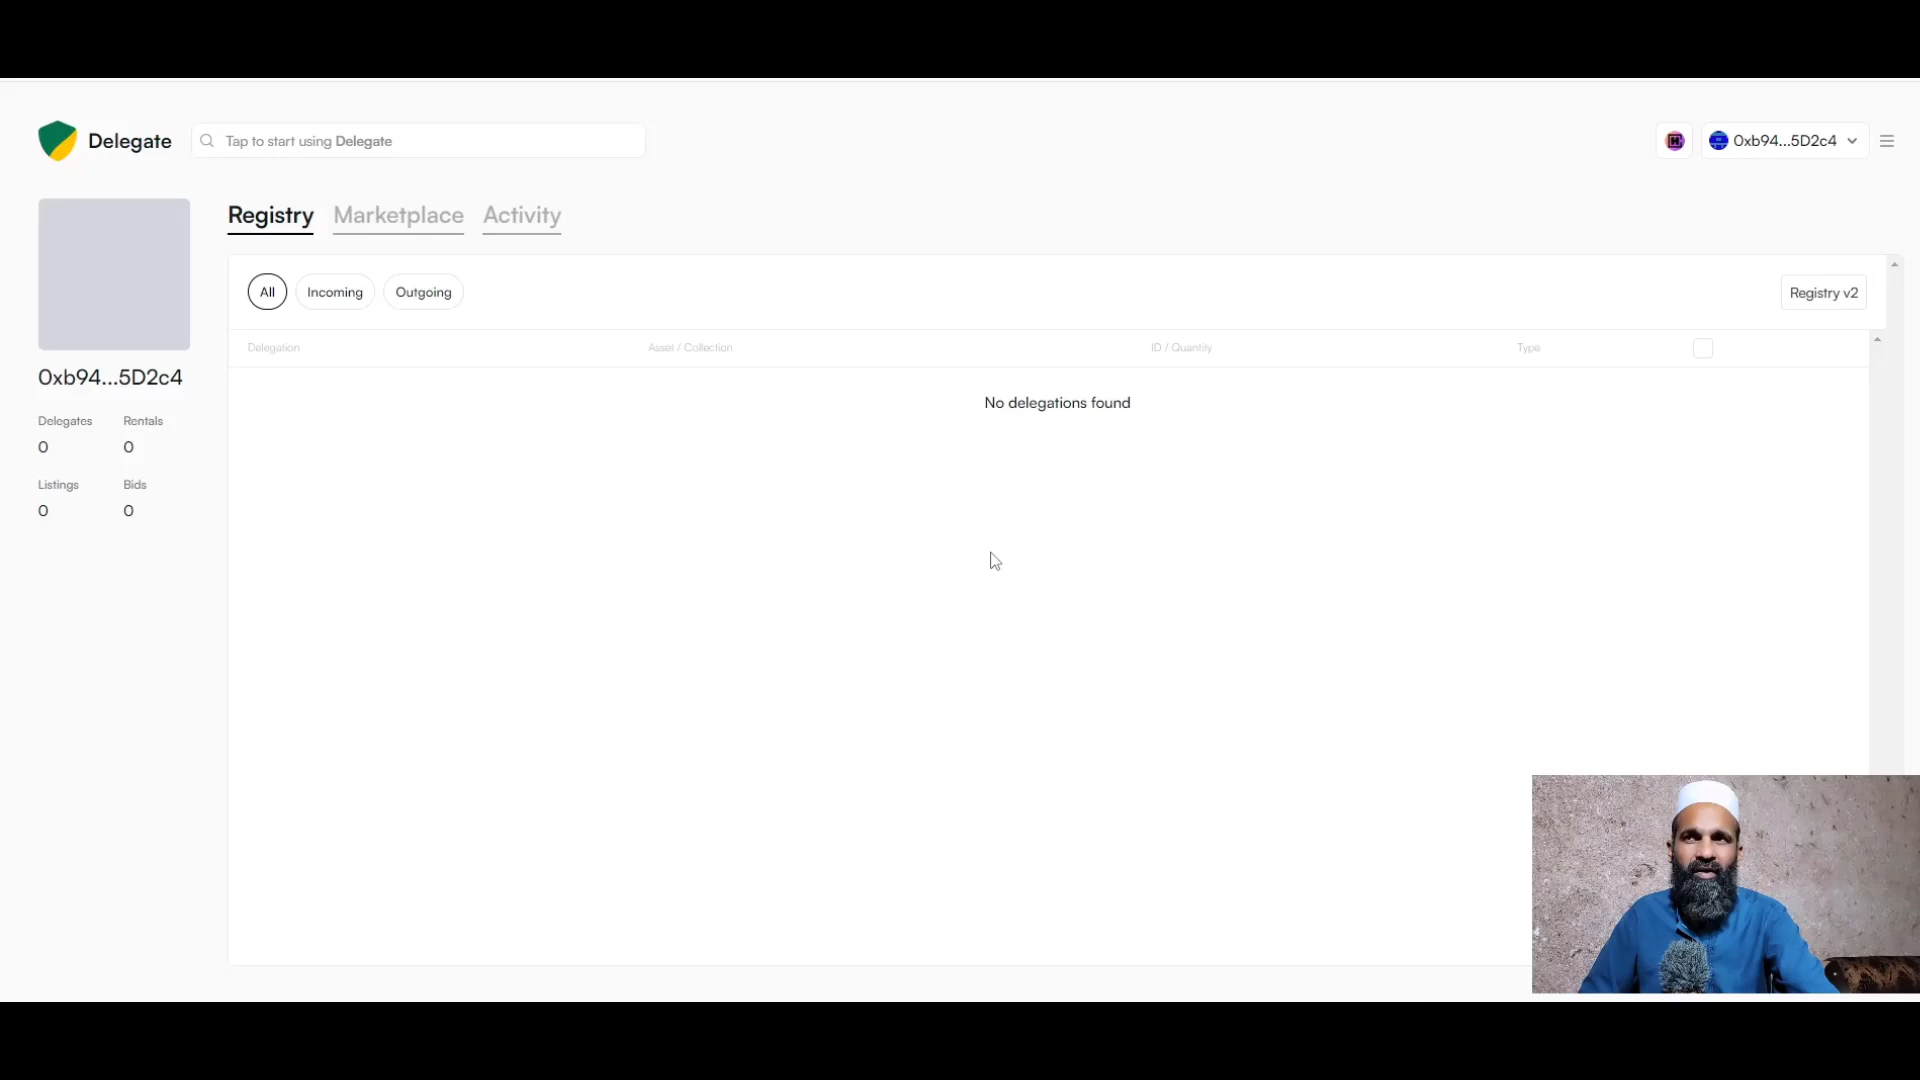 Delegate
Tap to start using Delegate
0xb94...5D2c4
Registry Marketplace Activity
All Incoming Outgoing
Registry v2
Delegation Asset / Collection ID / Quantity Type
No delegations found
0xb94...5D2c4
Delegates Rentals
0 0
Listings Bids
0 0